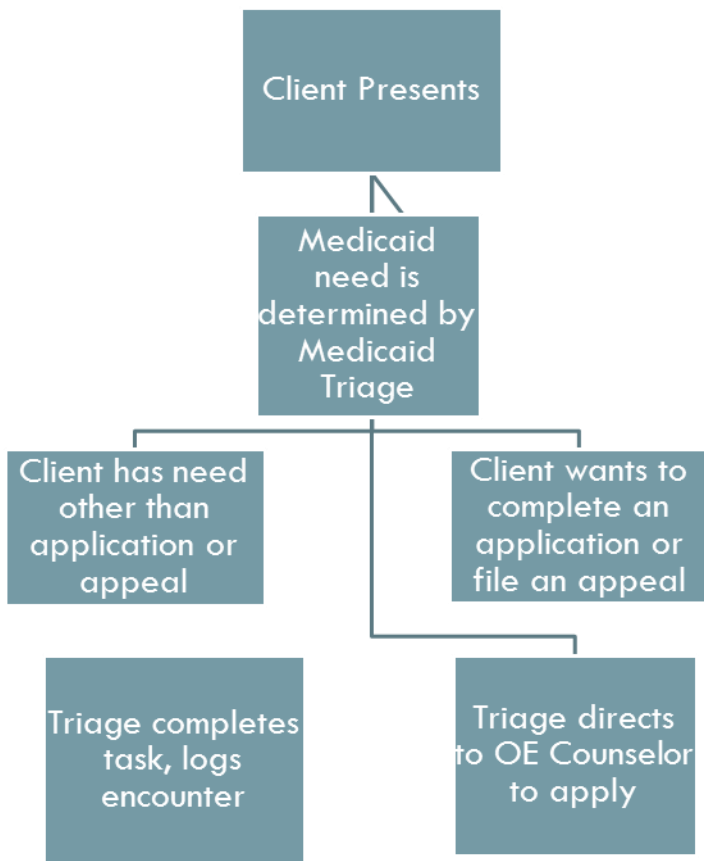 Client Presents
Medicaid
need is
determined by
Medicaid
Triage
Client has need
other than
application or
appeal
Client wants to
complete an
application or
file an appeal
Triage completes
task, logs
encounter
Triage directs
to OE Counselor
to apply